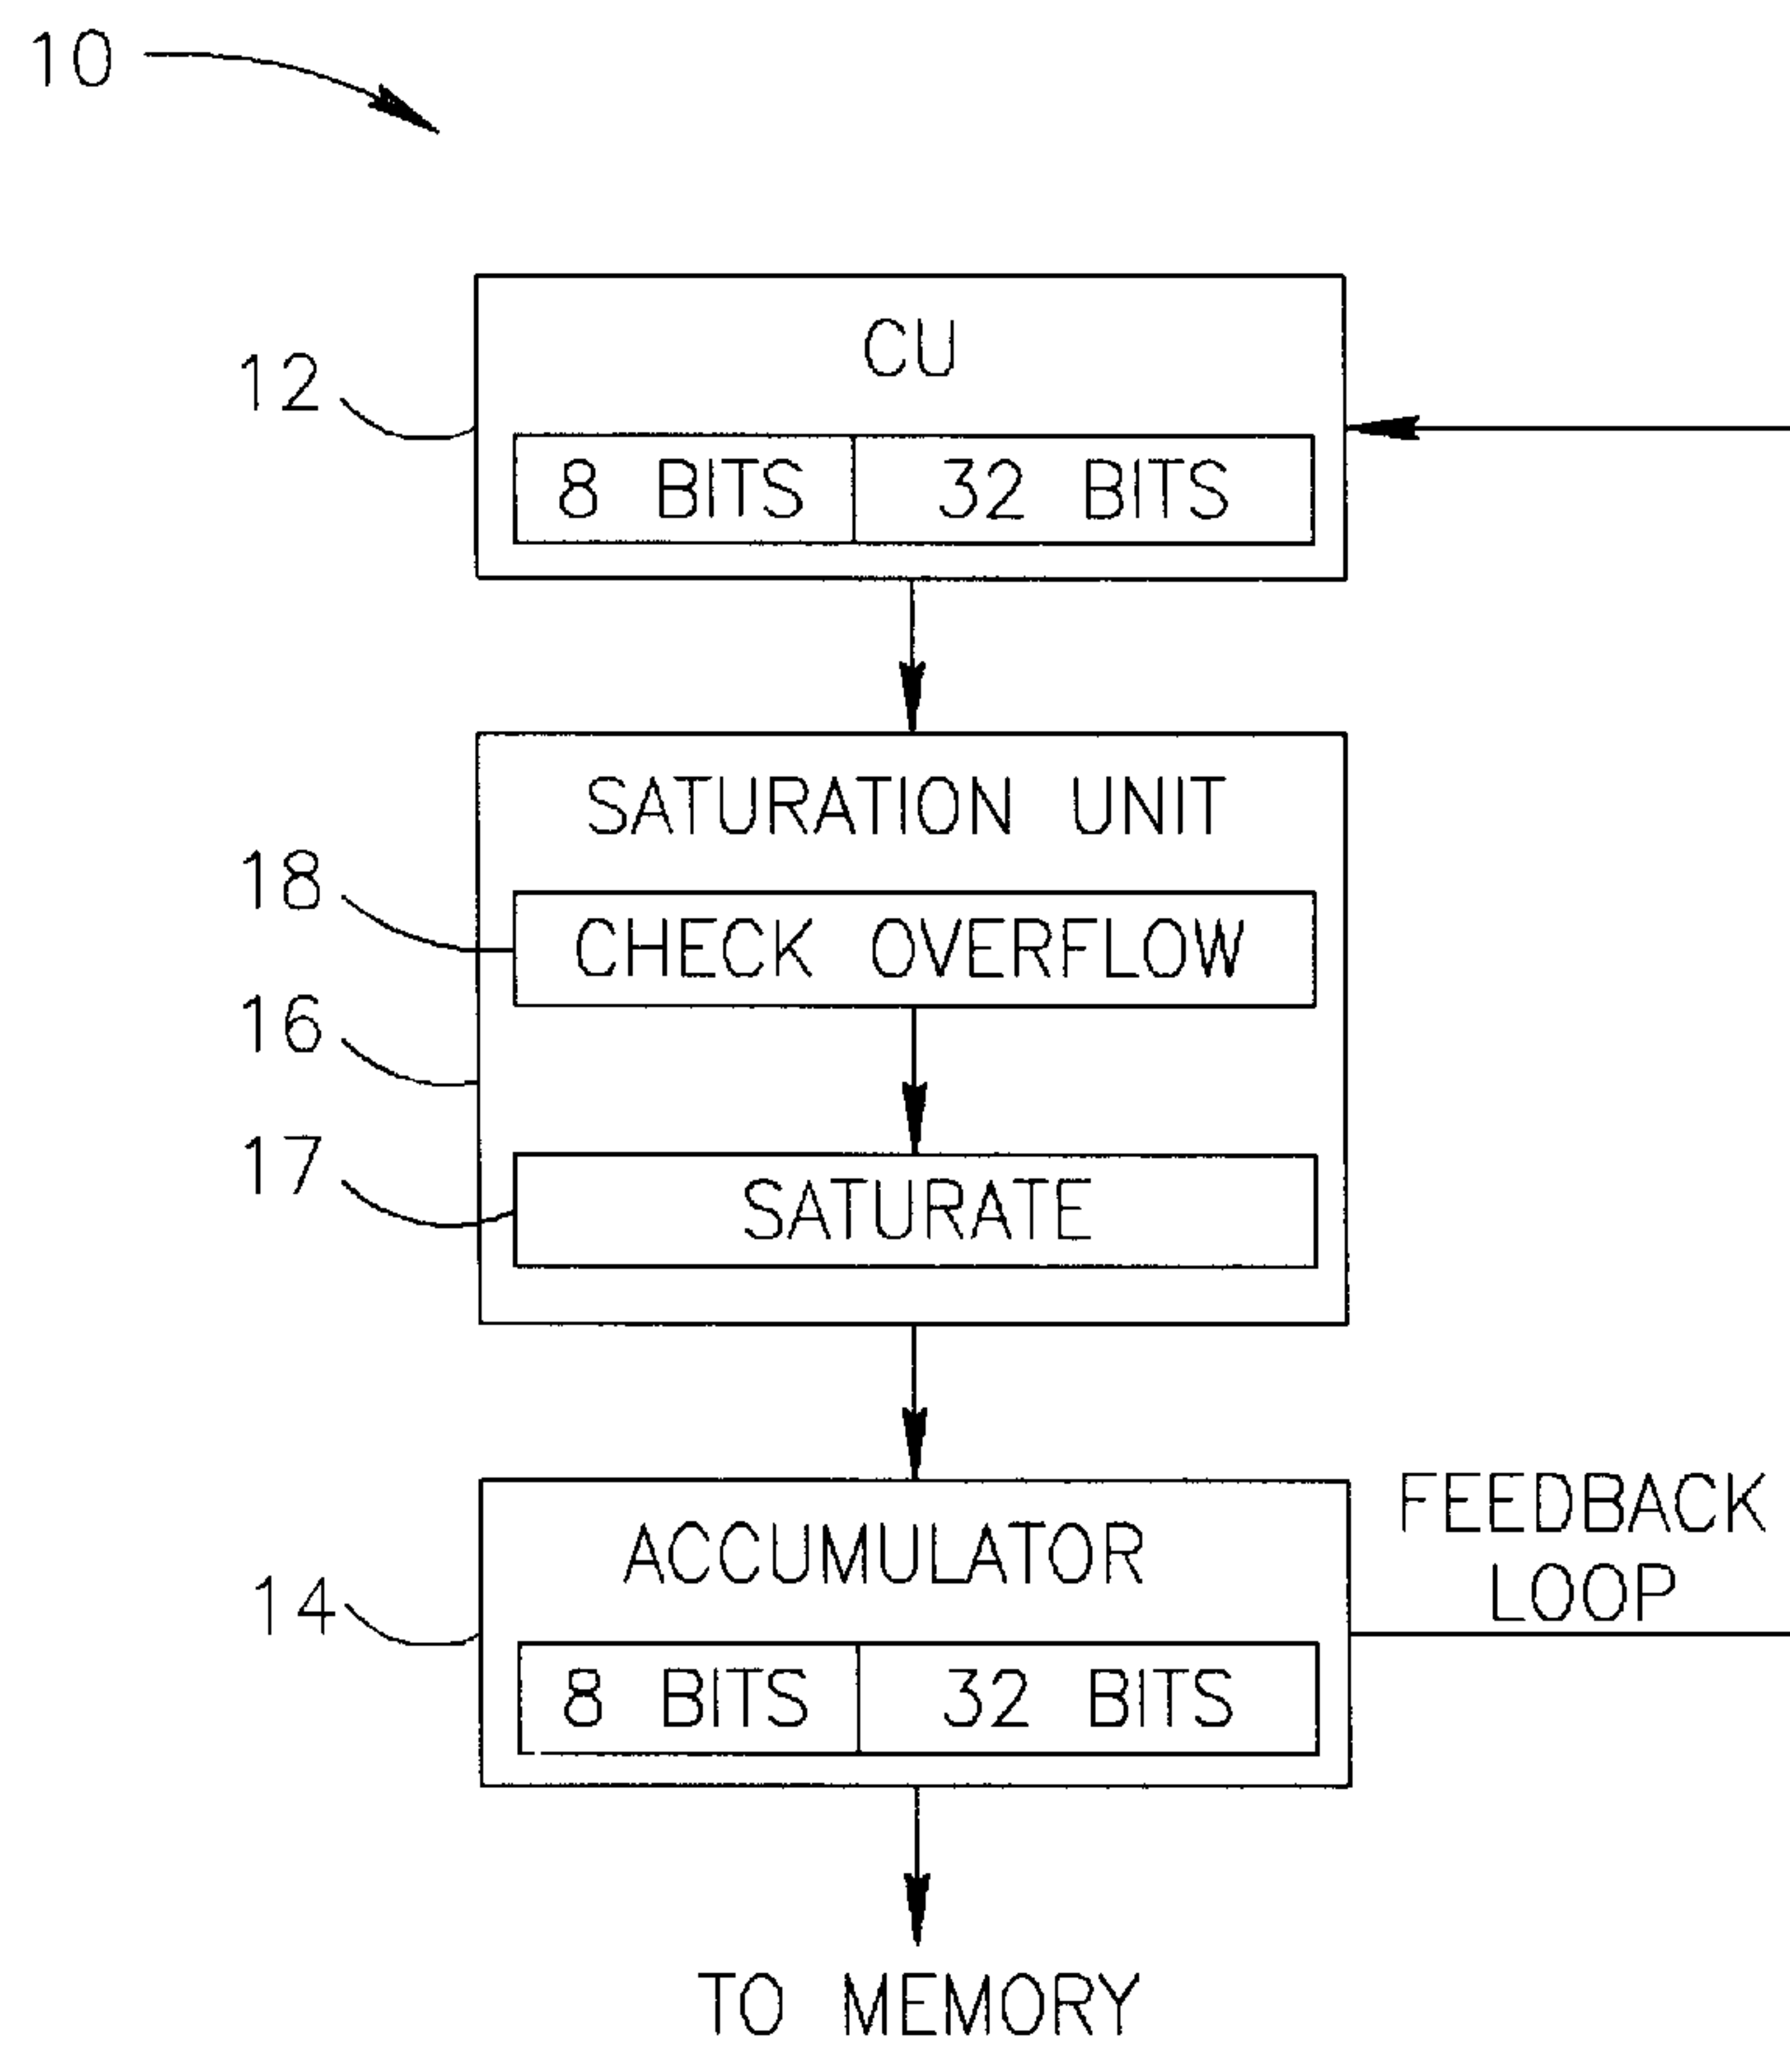 10
CU
12
8 BITS 32 BITS
SATURATION UNIT
18
CHECK OVERFLOW
16
17
SATURATE
FEEDBACK
LOOP
ACCUMULATOR
14
8 BITS 32 BITS
TO MEMORY